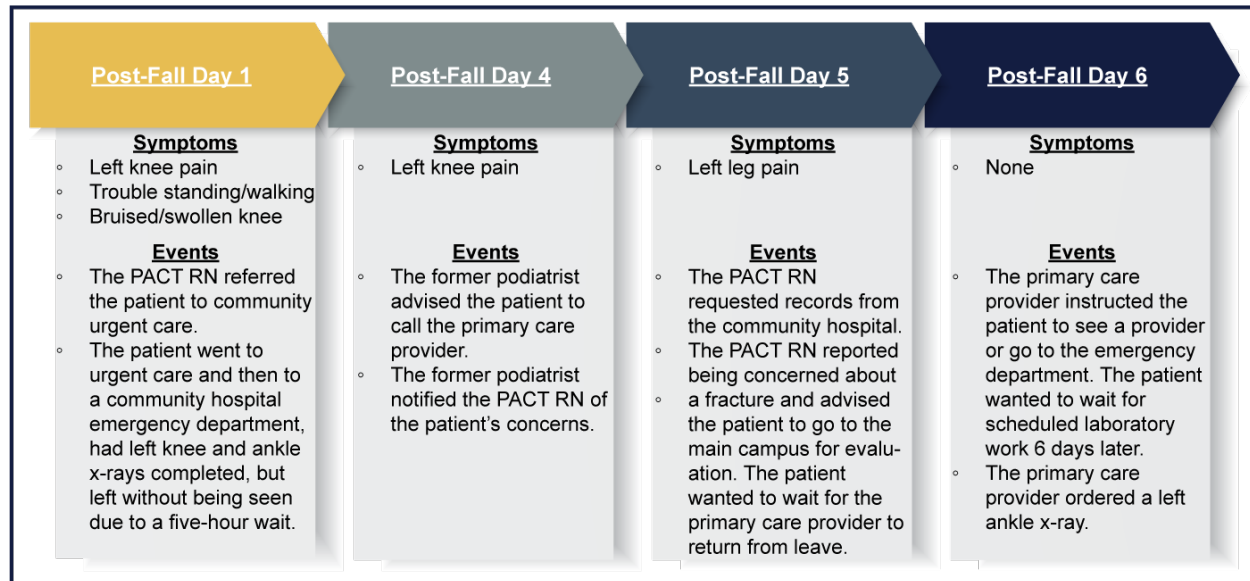 Post-Fall Day 1
Symptoms
◦ Left knee pain
◦ Trouble standing/walking
◦ Bruised/swollen knee
Events
◦ The PACT RN referred
the patient to community
urgent care.
◦ The patient went to
urgent care and then to
a community hospital
emergency department,
had left knee and ankle
x-rays completed, but
left without being seen
due to a five-hour wait.
Post-Fall Day 4
Symptoms
◦ Left knee pain
Events
◦ The former podiatrist
advised the patient to
call the primary care
provider.
◦ The former podiatrist
notified the PACT RN of
the patient’s concerns.
Post-Fall Day 5
Symptoms
◦ Left leg pain
Events
◦ The PACT RN
requested records from
the community hospital.
◦ The PACT RN reported
being concerned about
◦ a fracture and advised
the patient to go to the
main campus for evalu-
ation. The patient
wanted to wait for the
primary care provider to
return from leave.
Post-Fall Day 6
Symptoms
◦ None
Events
◦ The primary care
provider instructed the
patient to see a provider
or go to the emergency
department. The patient
wanted to wait for
scheduled laboratory
work 6 days later.
◦ The primary care
provider ordered a left
ankle x-ray.